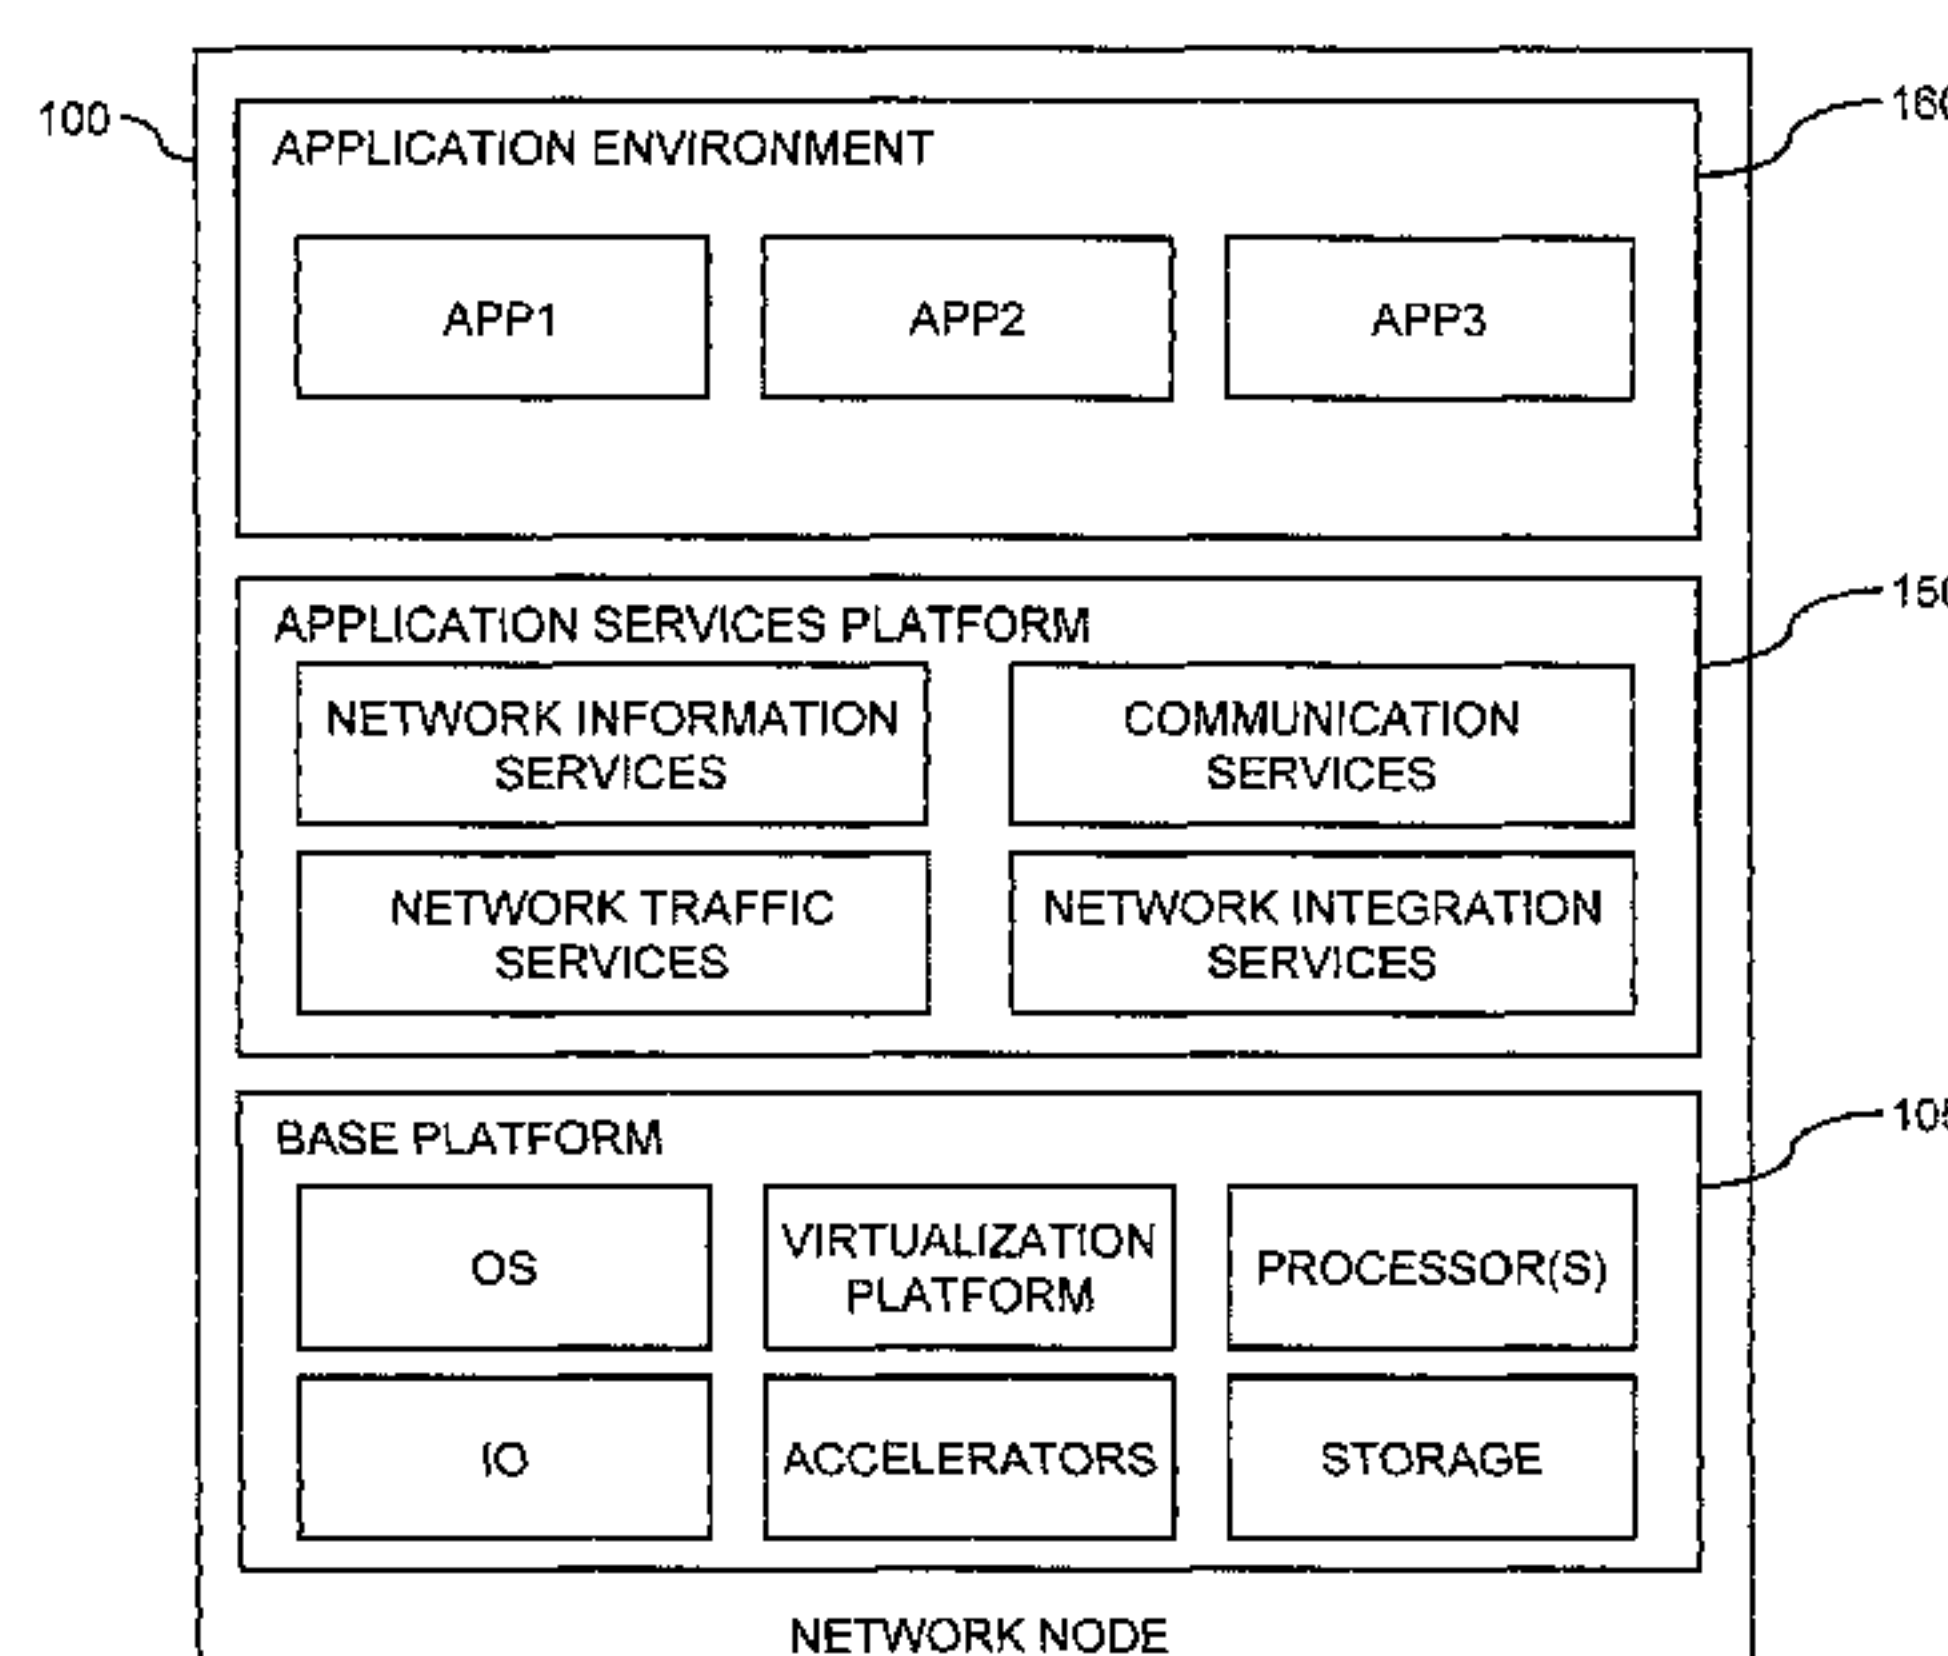 100
160
APPLICATION ENVIRONMENT
APP1 APP2 APP3
150
APPLICATION SERVICES PLATFORM
NETWORK INFORMATION
SERVICES
COMMUNICATION
SERVICES
NETWORK TRAFFIC
SERVICES
NETWORK INTEGRATION
SERVICES
105
BASE PLATFORM
OS
VIRTUALIZATION
PLATFORM
PROCESSOR(S)
IO
ACCELERATORS
STORAGE
NETWORK NODE